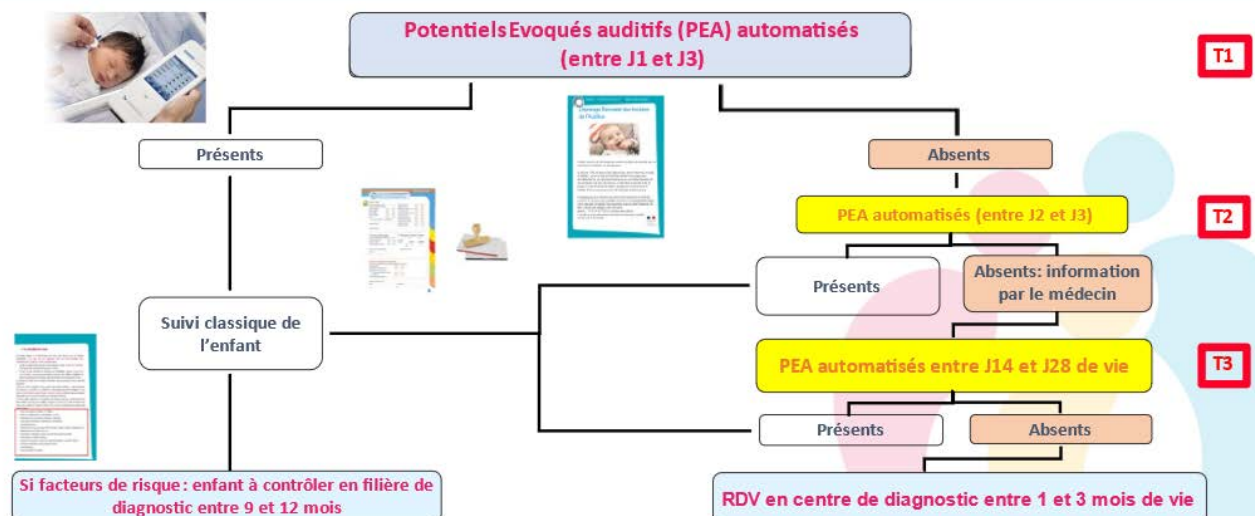 Potentiels Evoqués auditifs (PEA) automatisés
(entre J1 et J3)
T1
Présents
Absents
PEA automatisés (entre J2 et J3)
T2
Présents
Absents: information
par le médecin
Suivi classique de
l'enfant
PEA automatisés entre J14 et J28 de vie
T3
Présents
Absents
Si facteurs de risque : enfant à contrôler en filière de
diagnostic entre 9 et 12 mois
RDV en centre de diagnostic entre 1 et 3 mois de vie